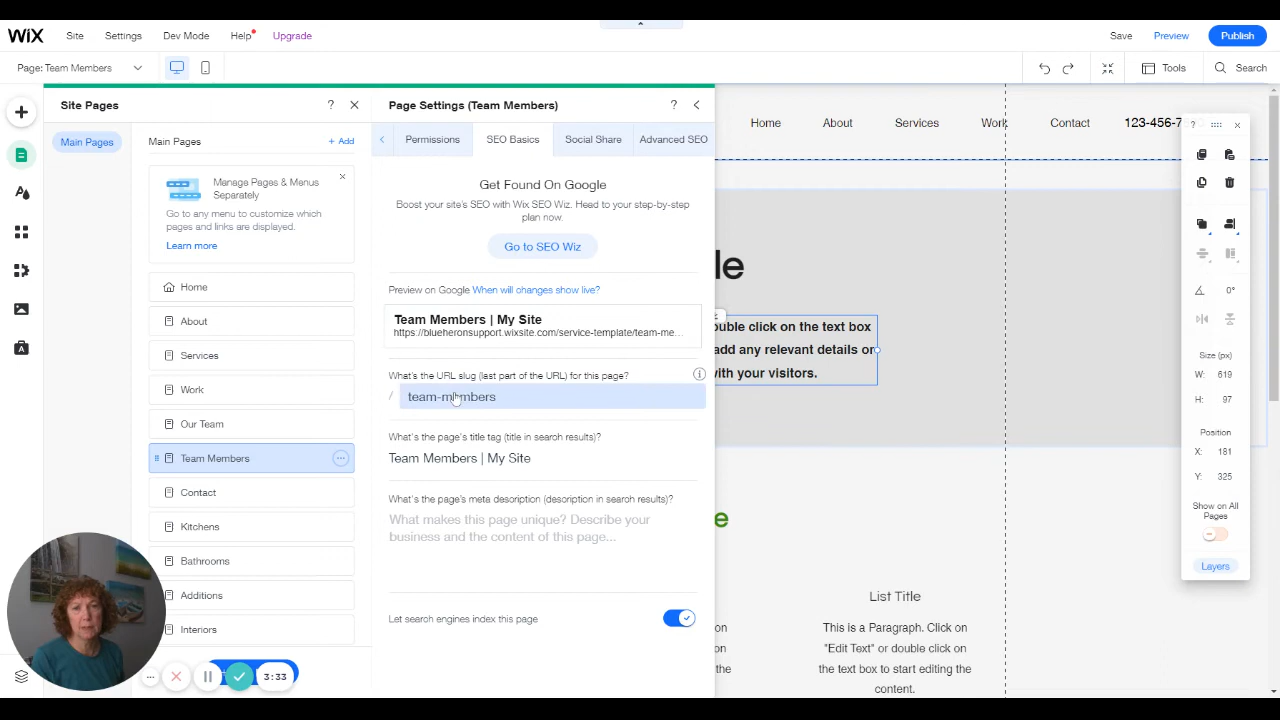 WiX
Site
Settings
Dev Mode
Help
Upgrade
Save
Preview
Publish
Page: Team Members
Tools
Search
Site Pages
?
Page Settings (Team Members)
?
Main Pages
Main Pages
+ Add
Manage Pages & Menus
Separately
Go to any menu to customize which
pages and links are displayed.
Learn more
Home
About
Services
Work
Our Team
Team Members
Contact
Kitchens
Bathrooms
Additions
Interiors
3:33
Permissions
SEO Basics
Social Share
Advanced SEO
Get Found On Google
Boost your site's SEO with Wix SEO Wiz. Head to your step-by-step
plan now.
Go to SEO Wiz
Preview on Google When will changes show live?
Team Members | My Site
https://blueheronsupport.wixsite.com/service-template/team-me...
What's the URL slug (last part of the URL) for this page?
/ team-members
What's the page's title tag (title in search results)?
Team Members | My Site
What's the page's meta description (description in search results)?
What makes this page unique? Describe your
business and the content of this page...
Let search engines index this page
Home
About
Services
Work
Contact
123-456-7
le
ouble click on the text box
add any relevant details or
with your visitors.
e
on
on
the
List Title
This is a Paragraph. Click on
"Edit Text" or double click on
the text box to start editing the
content.
?
0°
Size (px)
W: 619
H: 97
Position
X: 181
Y: 325
Show on All
Pages
Layers